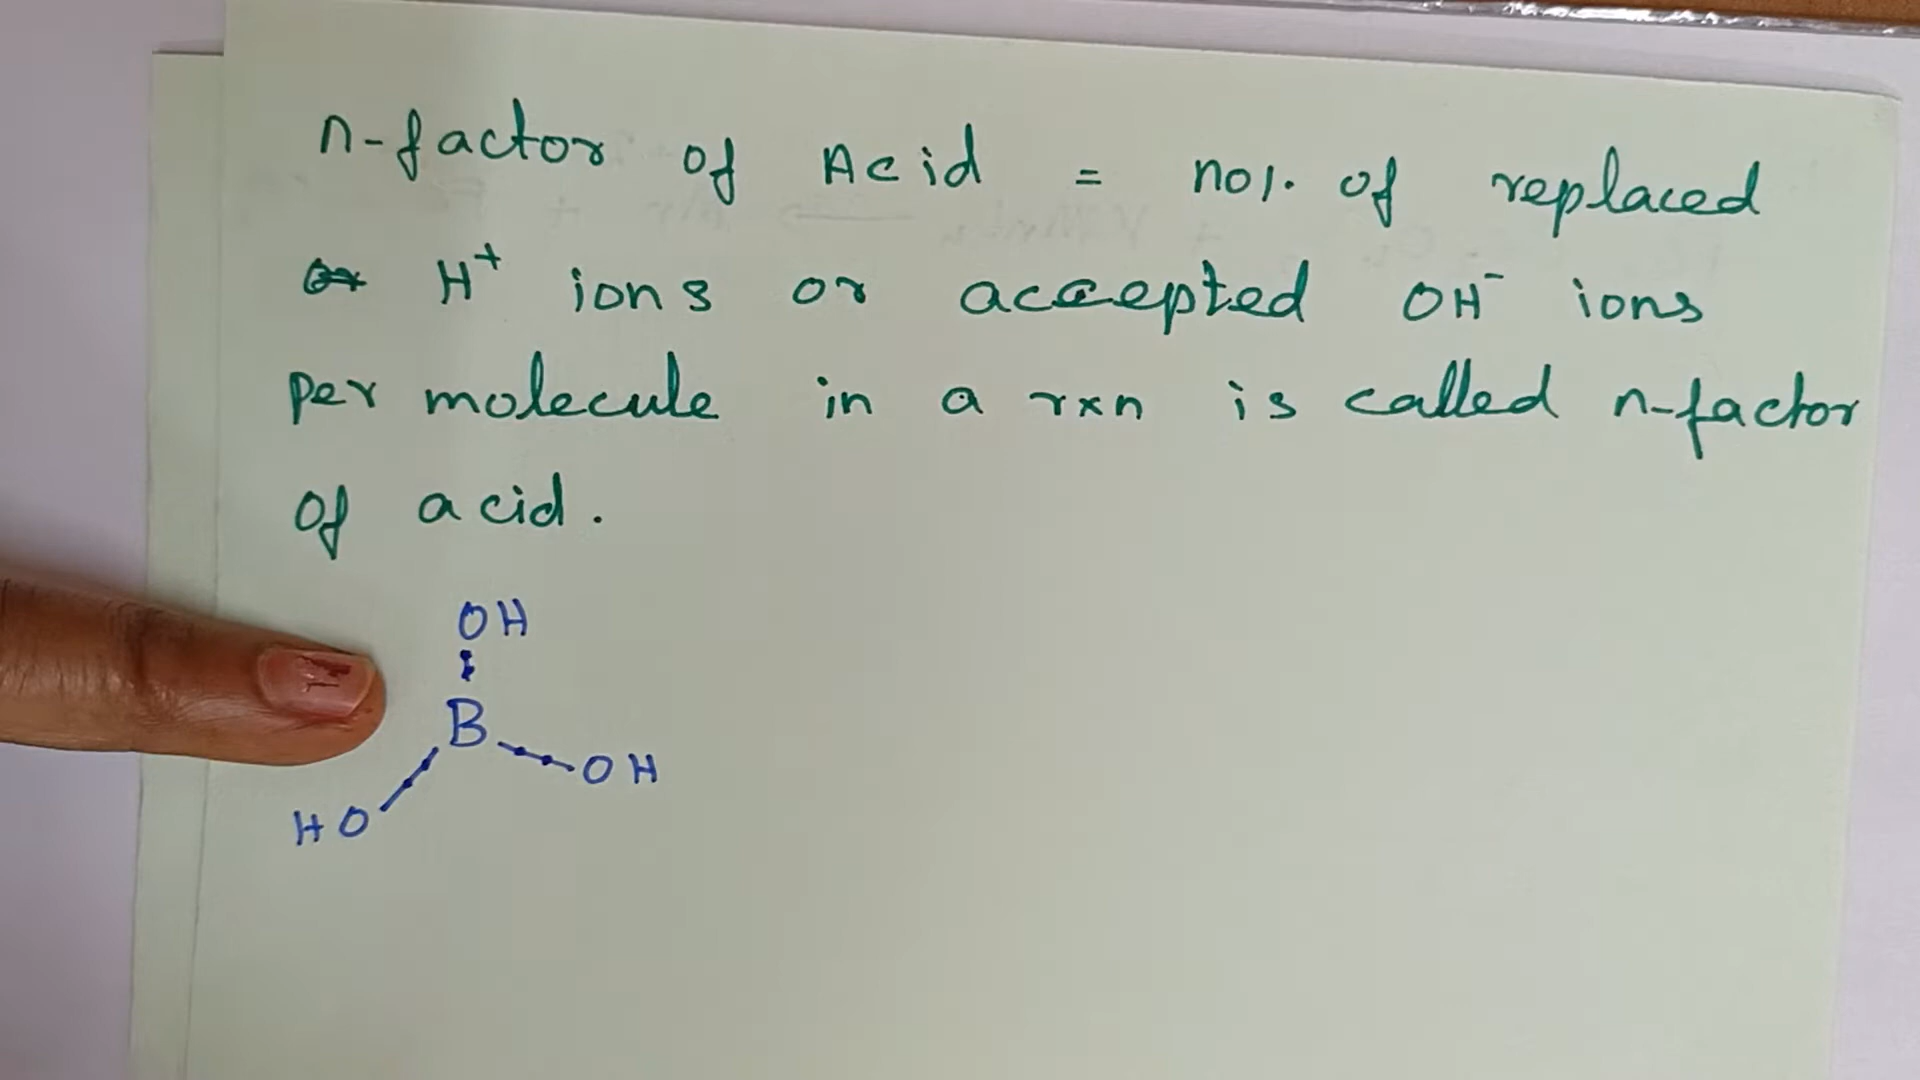 n-factor of Acid = no. of replaced
H⁺ ions or accepted OH⁻ ions
per molecule in a rxn is called n-factor
of acid.
OH
B
OH
HO